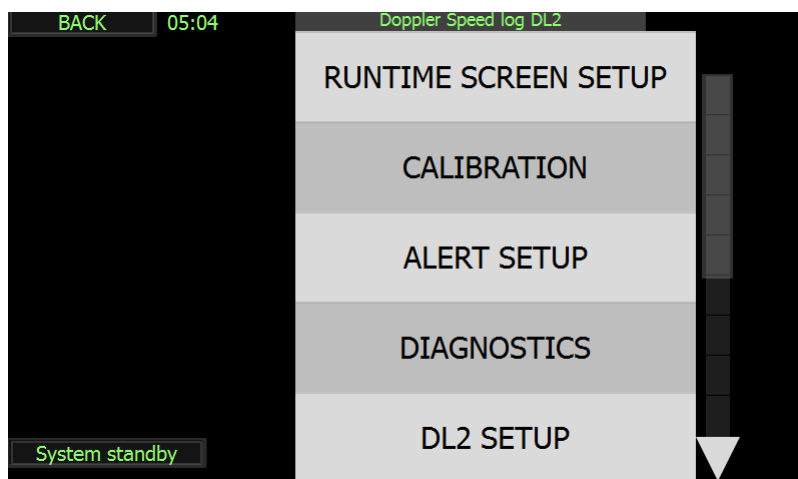 BACK 05:04 Doppler Speed log DL2
RUNTIME SCREEN SETUP
CALIBRATION
ALERT SETUP
DIAGNOSTICS
DL2 SETUP
System standby